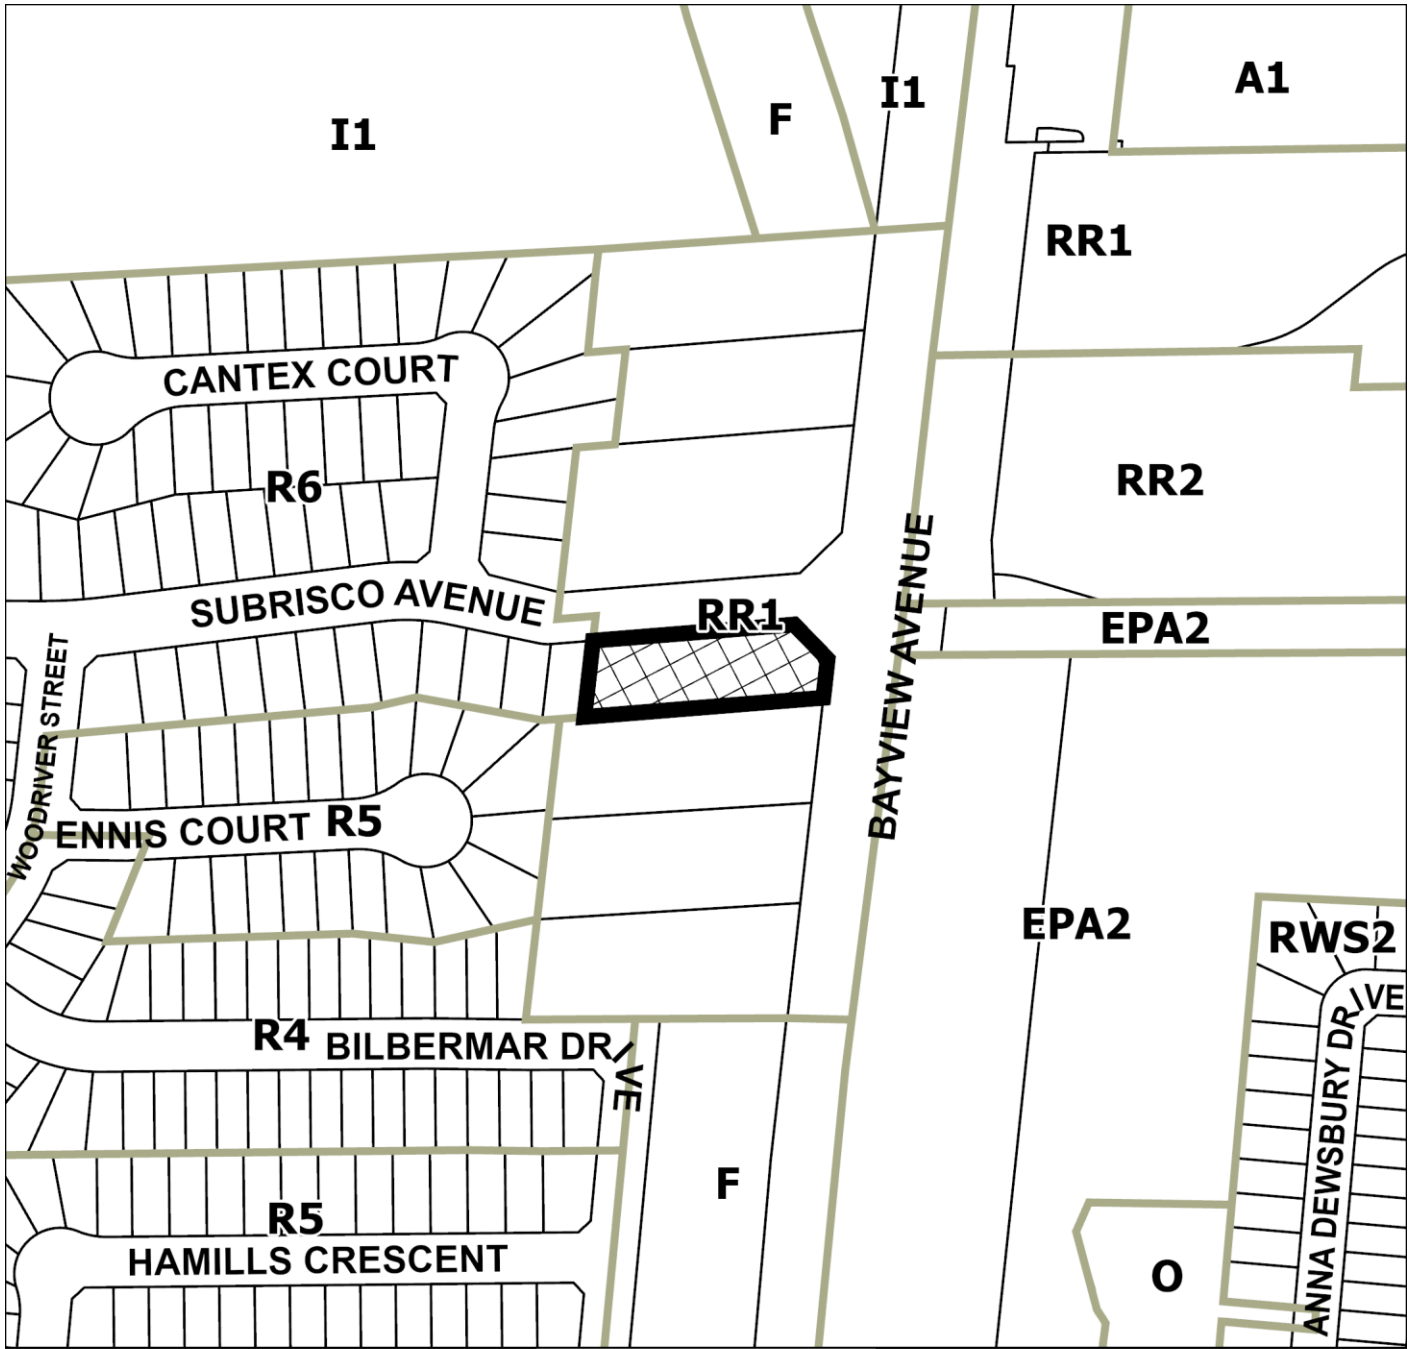 A1
I1
F
I1
RR1
CANTEX COURT
RR2
R6
SUBRISCO AVENUE
RR1
EPA2
WOODRIVER STREET
BAYVIEW AVENUE
ENNIS COURT
R5
EPA2
RWS2
R4
BILBERMAR DRIVE
ANNA DEWSBURY DRIVE
F
R5
HAMILLS CRESCENT
O